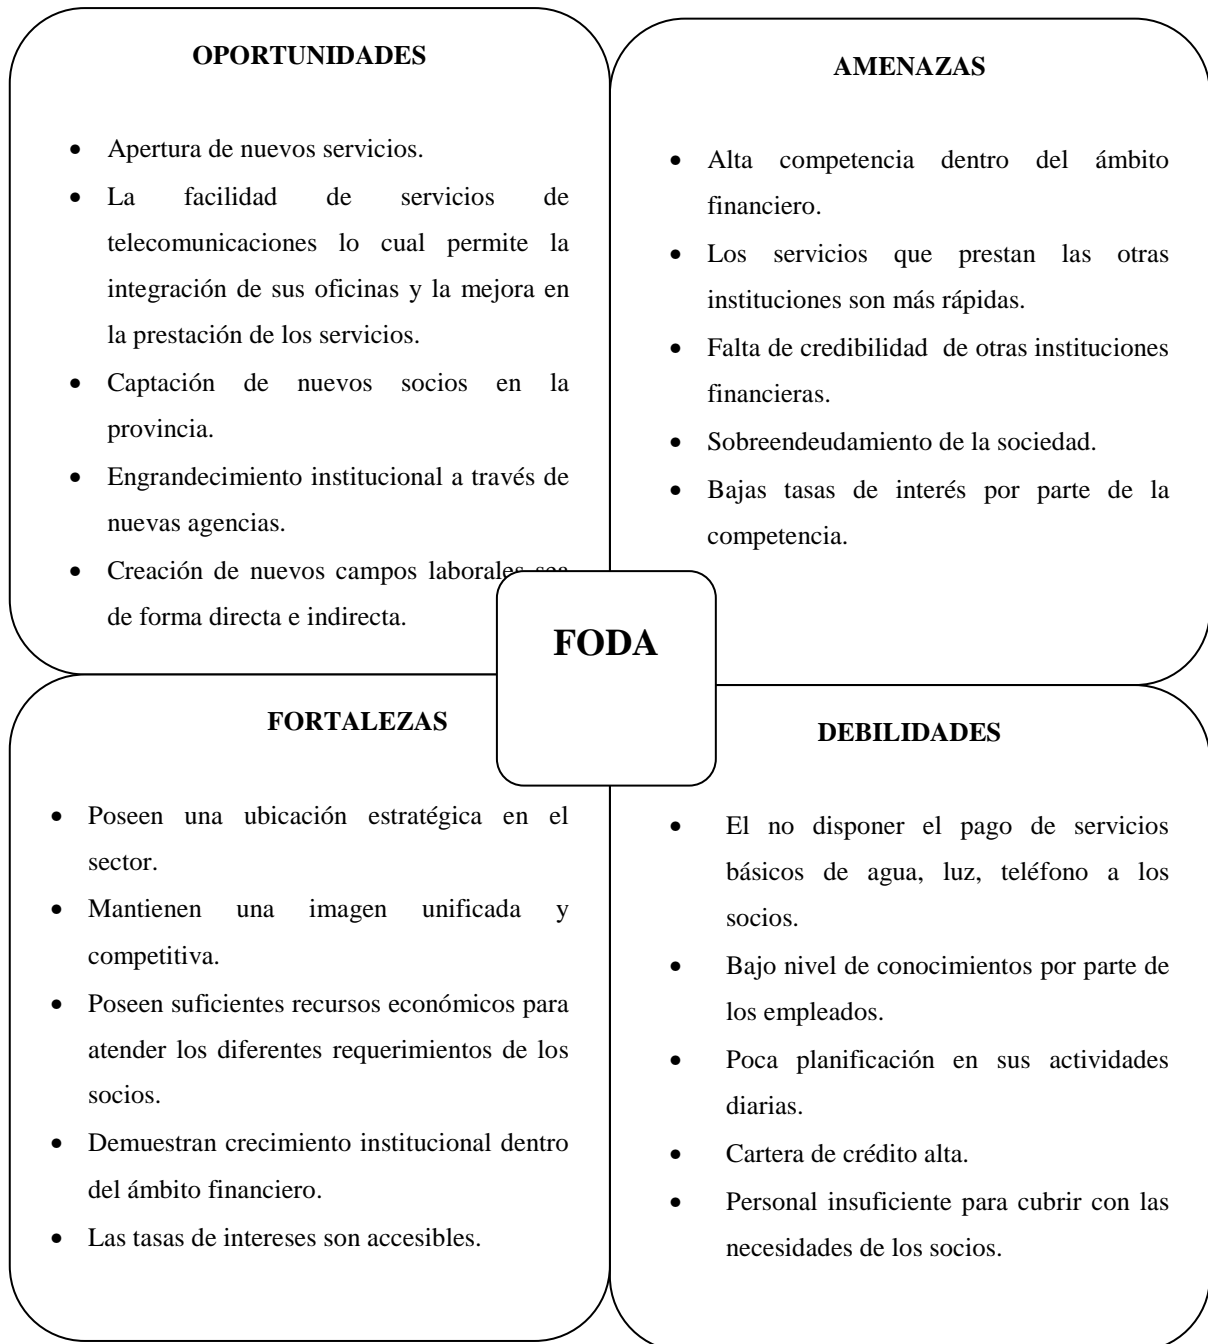 OPORTUNIDADES
• Apertura de nuevos servicios.
• La facilidad de servicios de
telecomunicaciones lo cual permite la
integración de sus oficinas y la mejora en
la prestación de los servicios.
• Captación de nuevos socios en la
provincia.
• Engrandecimiento institucional a través de
nuevas agencias.
• Creación de nuevos campos laborales sea
de forma directa e indirecta.
AMENAZAS
• Alta competencia dentro del ámbito
financiero.
• Los servicios que prestan las otras
instituciones son más rápidas.
• Falta de credibilidad de otras instituciones
financieras.
• Sobreendeudamiento de la sociedad.
• Bajas tasas de interés por parte de la
competencia.
FODA
FORTALEZAS
• Poseen una ubicación estratégica en el
sector.
• Mantienen una imagen unificada y
competitiva.
• Poseen suficientes recursos económicos para
atender los diferentes requerimientos de los
socios.
• Demuestran crecimiento institucional dentro
del ámbito financiero.
• Las tasas de intereses son accesibles.
DEBILIDADES
• El no disponer el pago de servicios
básicos de agua, luz, teléfono a los
socios.
• Bajo nivel de conocimientos por parte de
los empleados.
• Poca planificación en sus actividades
diarias.
• Cartera de crédito alta.
• Personal insuficiente para cubrir con las
necesidades de los socios.